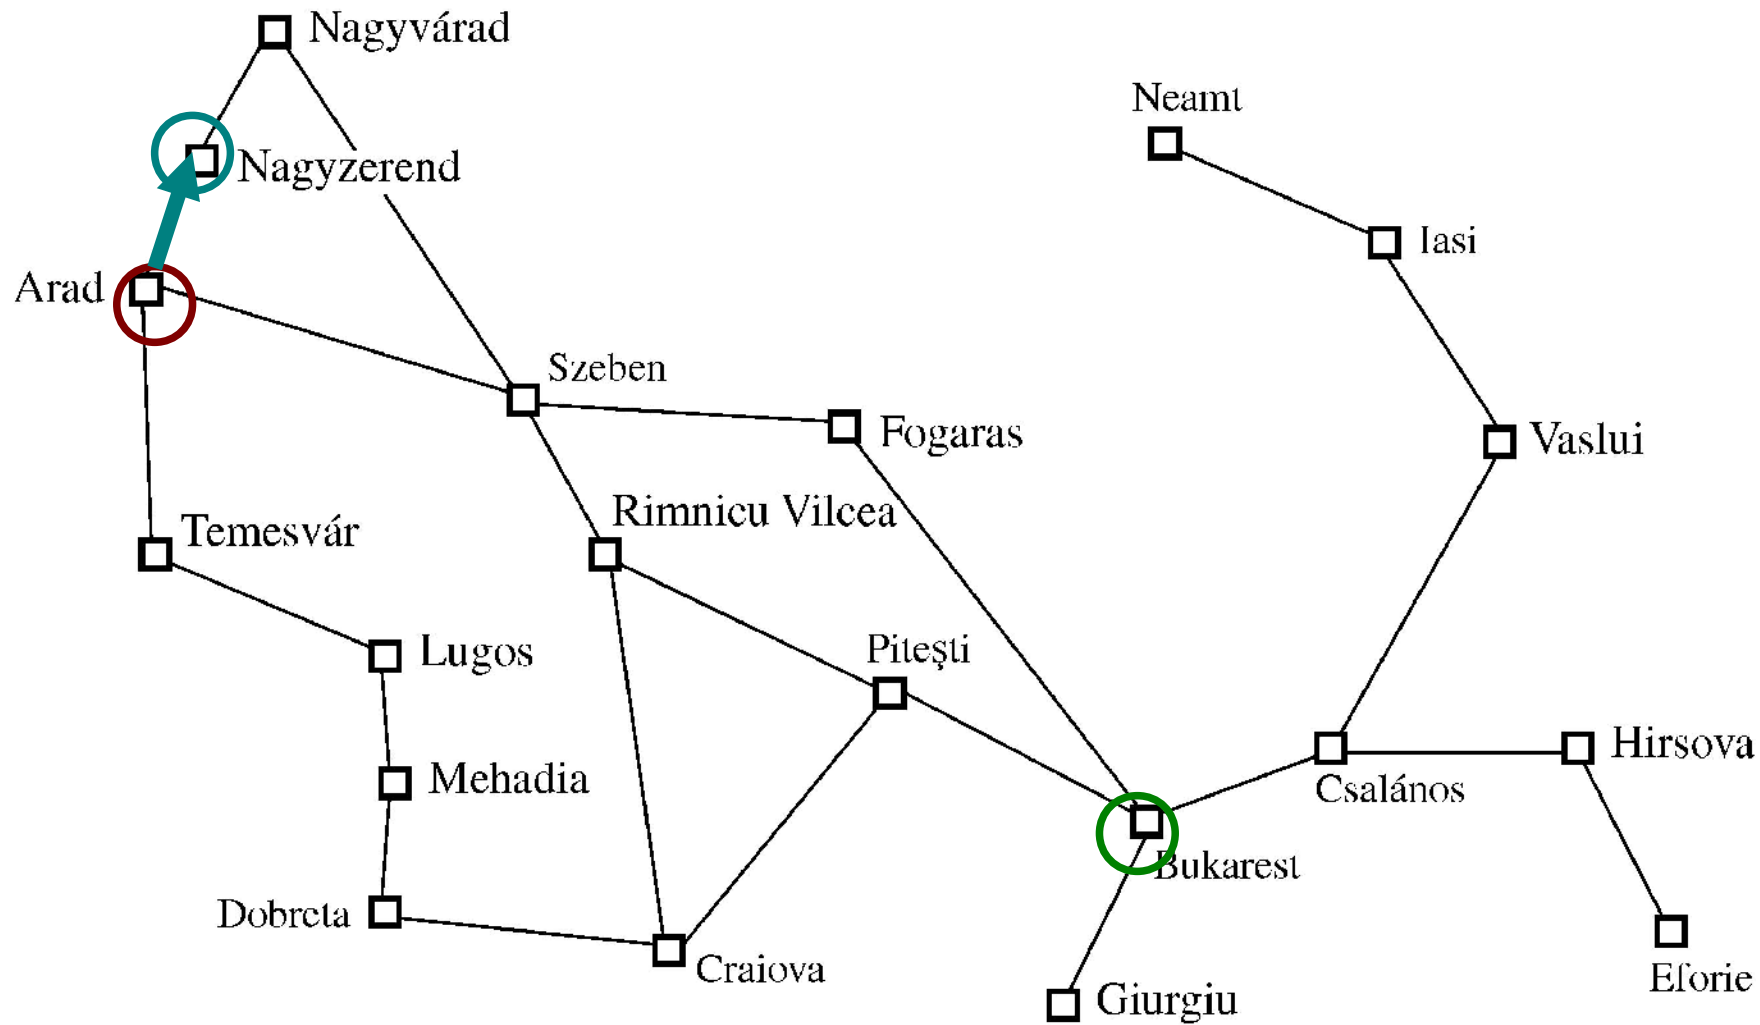 Nagyvárad
Neamt
Nagyzerend
Iasi
Arad
Szeben
Fogaras
Vaslui
Rimnicu Vilcea
Temesvár
Lugos
Piteşti
Hirsova
Mehadia
Csalános
Bukarest
Dobreta
Craiova
Eforie
Giurgiu